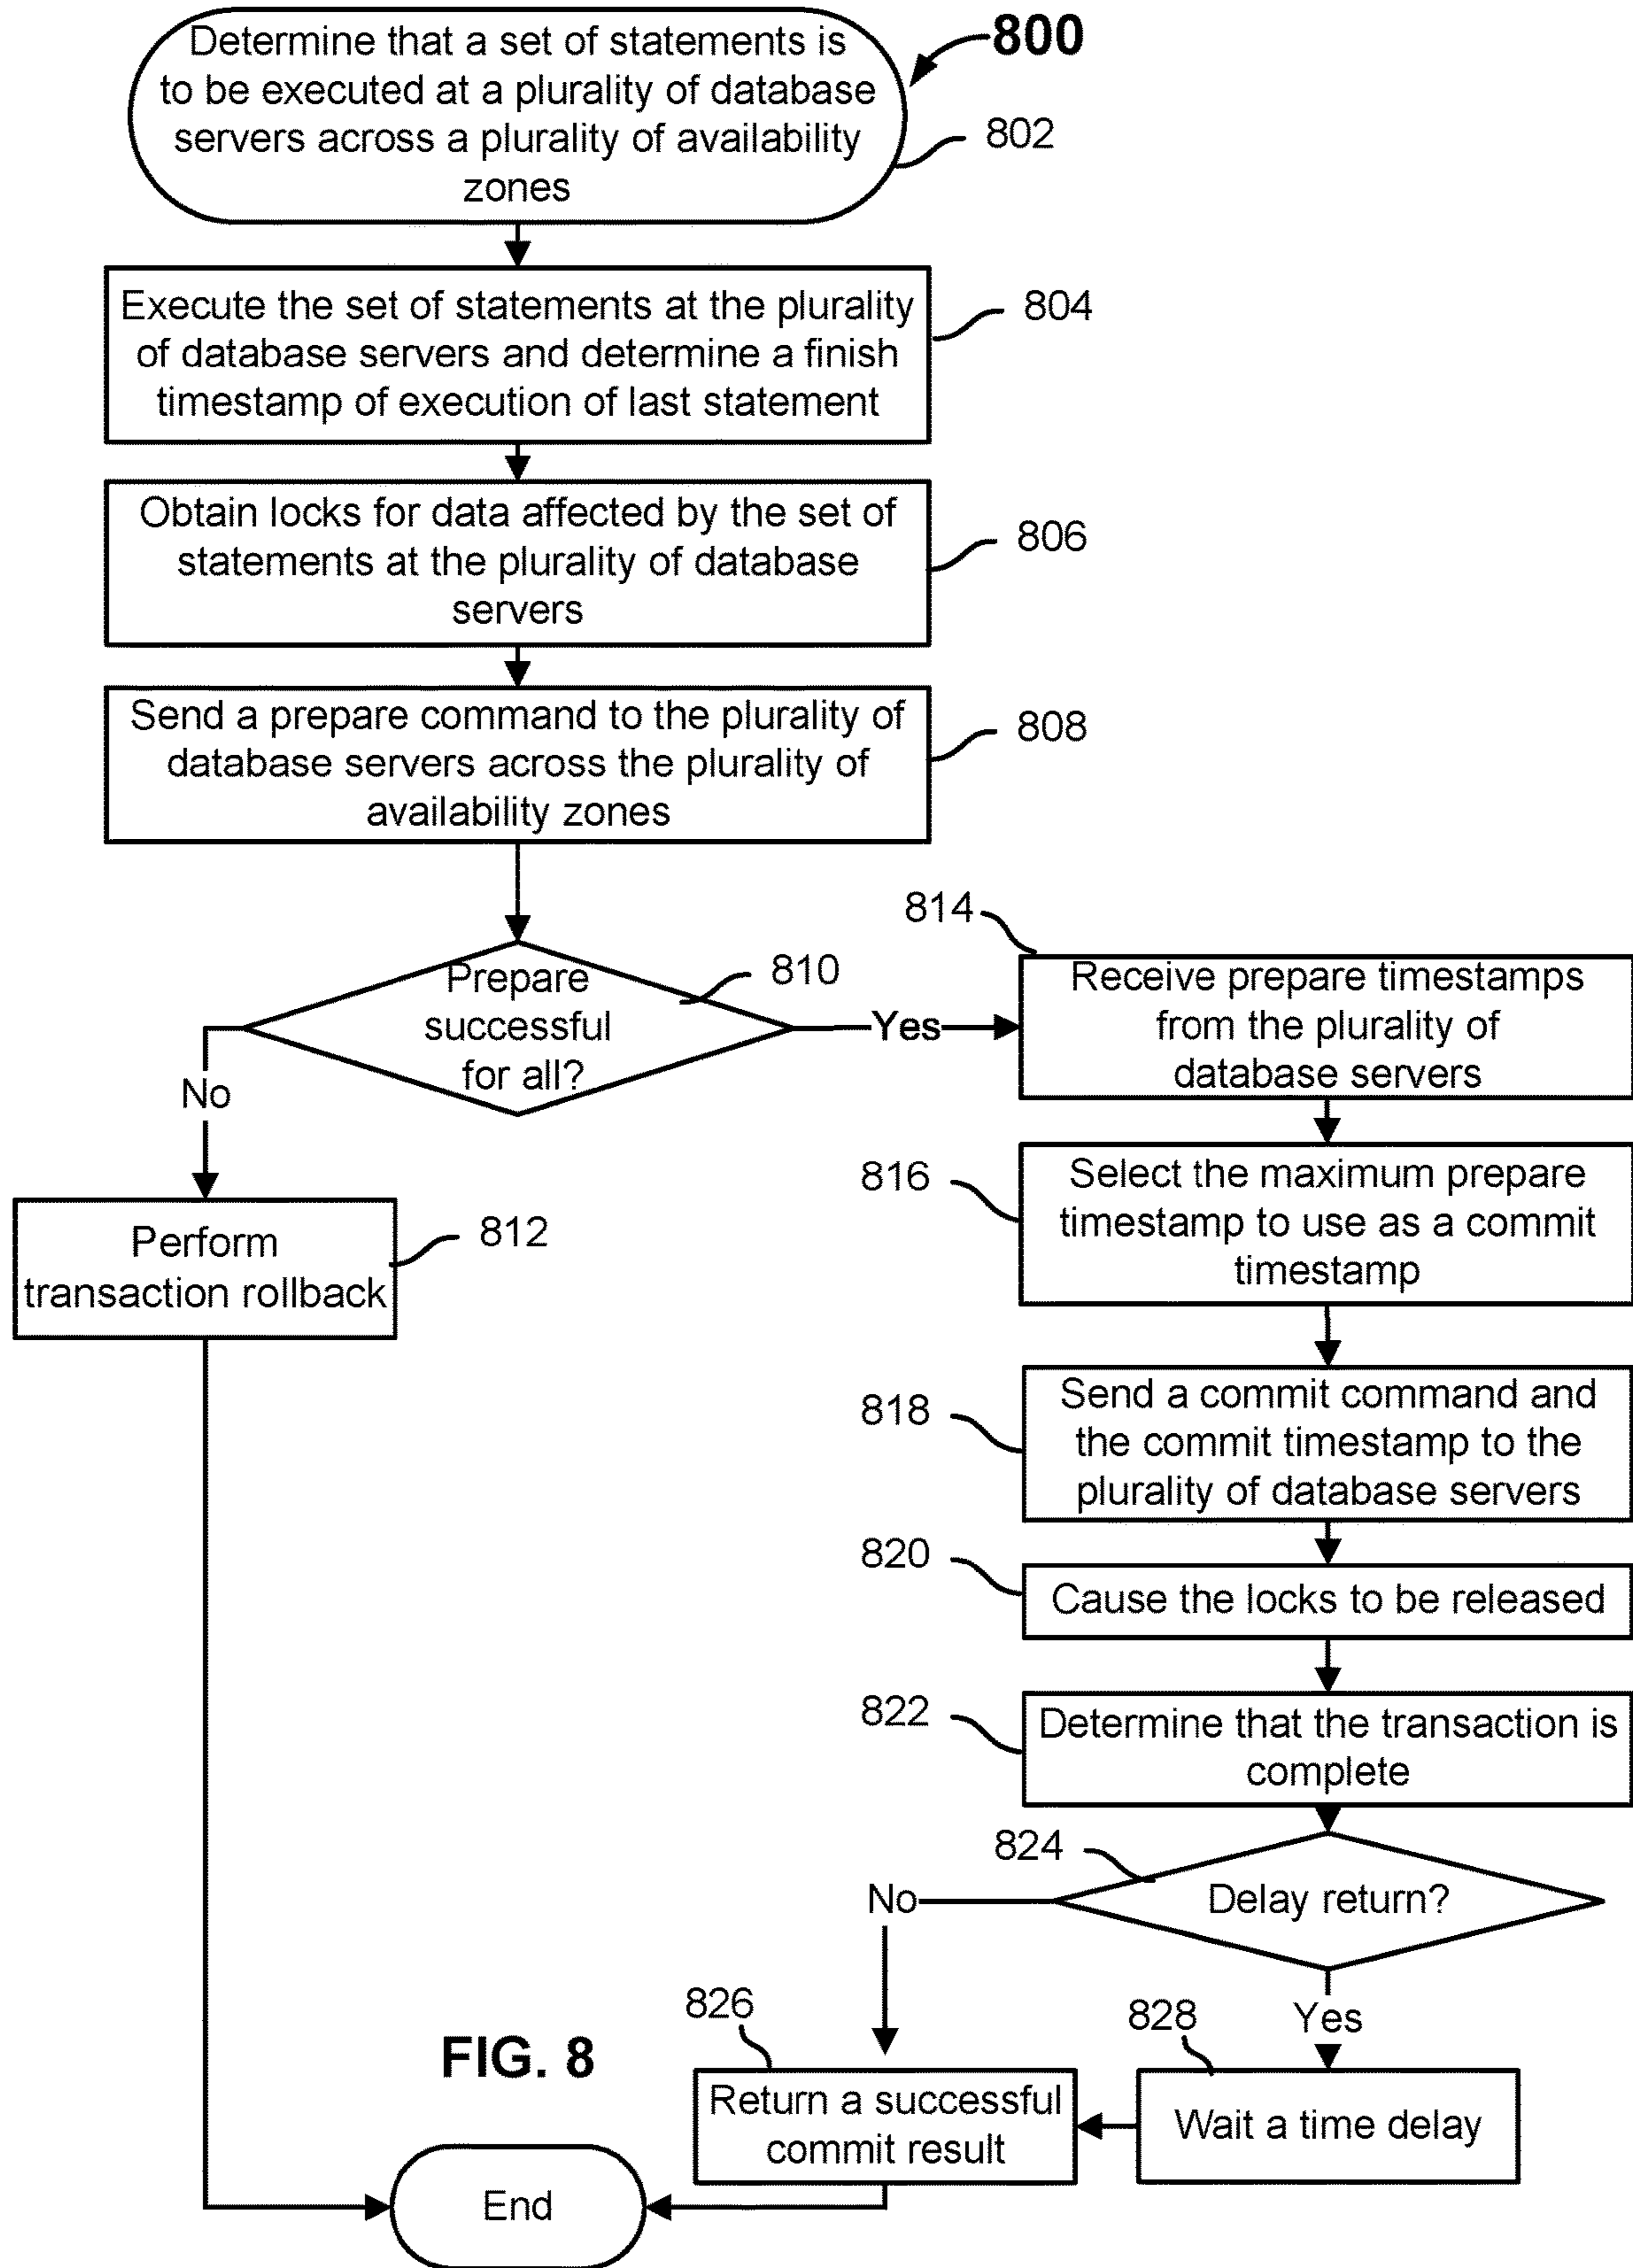 Determine that a set of statements is
to be executed at a plurality of database
servers across a plurality of availability
zones
800
802
Execute the set of statements at the plurality
of database servers and determine a finish
timestamp of execution of last statement
804
Obtain locks for data affected by the set of
statements at the plurality of database
servers
806
Send a prepare command to the plurality of
database servers across the plurality of
availability zones
808
Prepare
successful
for all?
810
Yes
No
Perform
transaction rollback
812
814
Receive prepare timestamps
from the plurality of
database servers
816
Select the maximum prepare
timestamp to use as a commit
timestamp
818
Send a commit command and
the commit timestamp to the
plurality of database servers
820
Cause the locks to be released
822
Determine that the transaction is
complete
824
Delay return?
No
Yes
826
Return a successful
commit result
828
Wait a time delay
FIG. 8
End